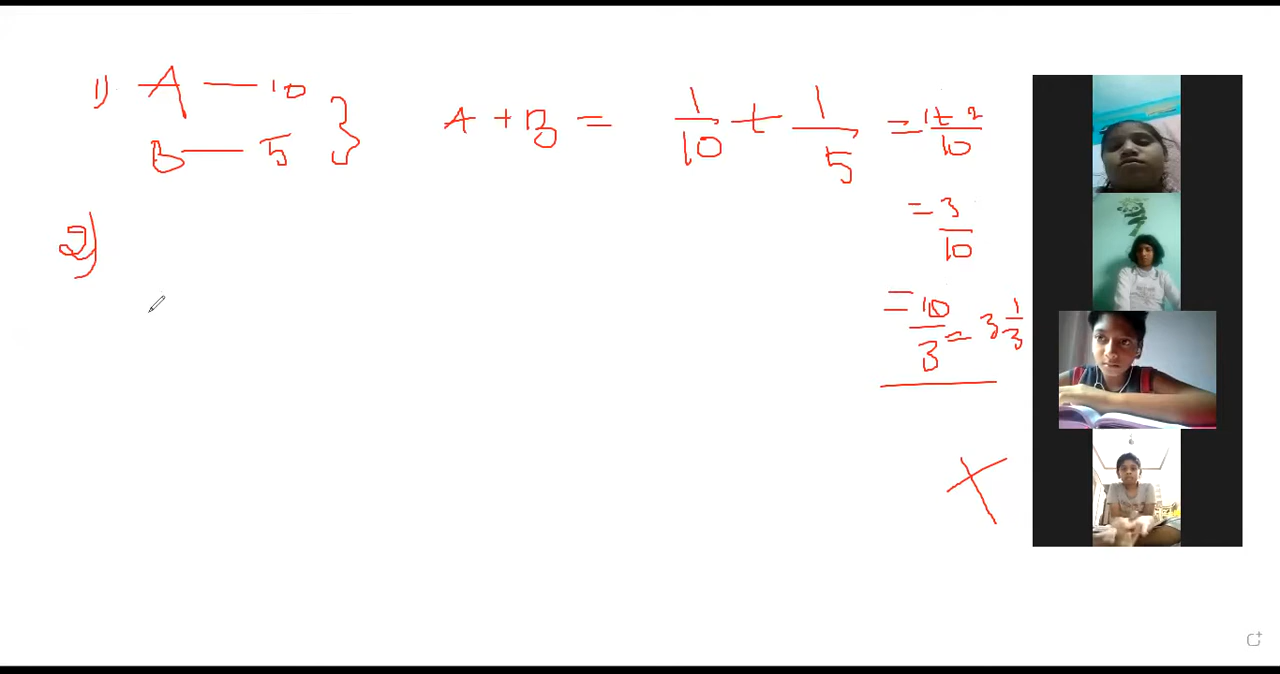 1) A — 10
B — 5 }
A + B = 1/10 + 1/5 = 1+2/10
= 3/10
= 10/3 = 3 1/3
2)